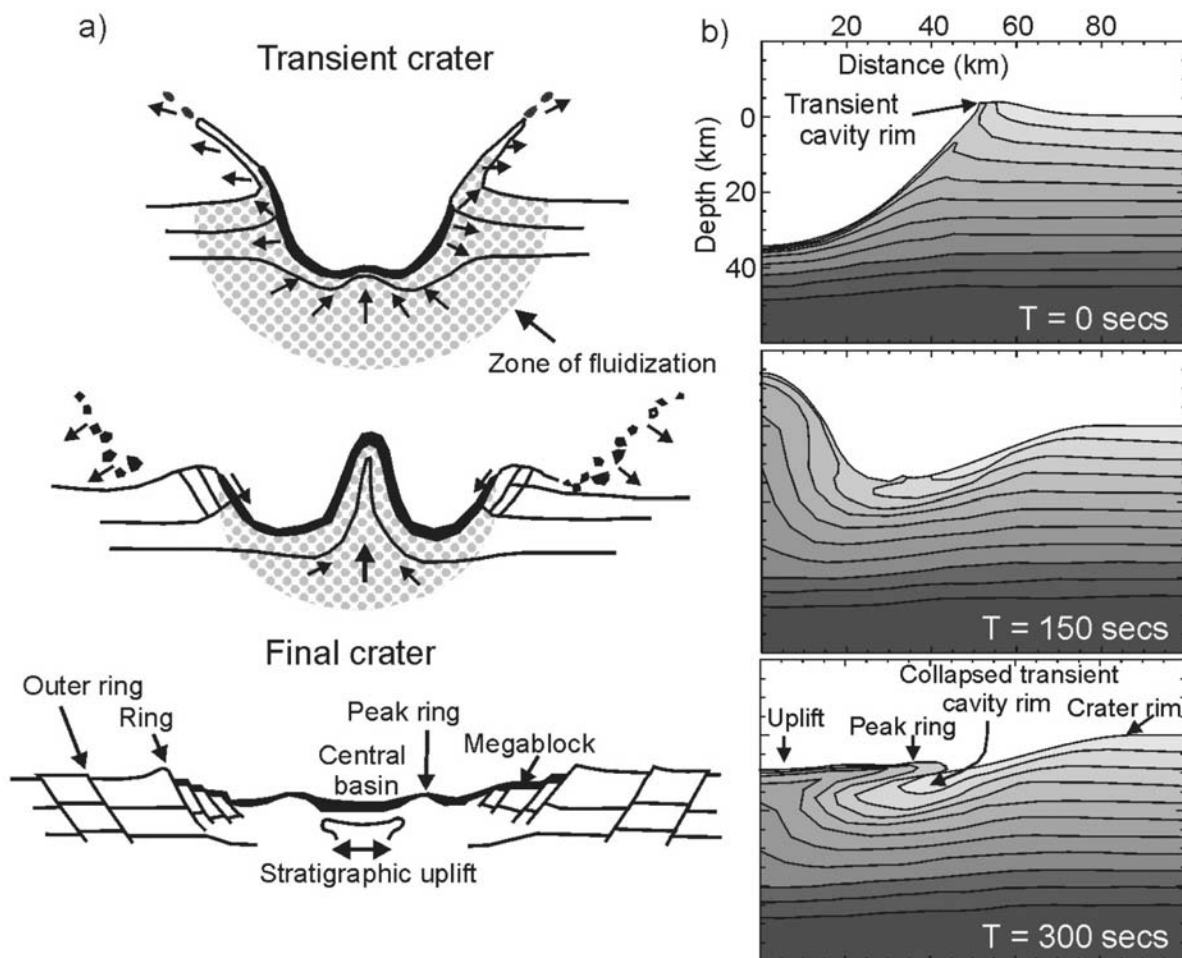 a)
Transient crater
Zone of fluidization
Final crater
Outer ring
Ring
Peak ring
Central
basin
Megablock
Stratigraphic uplift
b)
20 40 60 80
Distance (km)
Transient
cavity rim
0
20
40
Depth (km)
T = 0 secs
T = 150 secs
Collapsed transient
cavity rim
Uplift
Peak ring
Crater rim
T = 300 secs